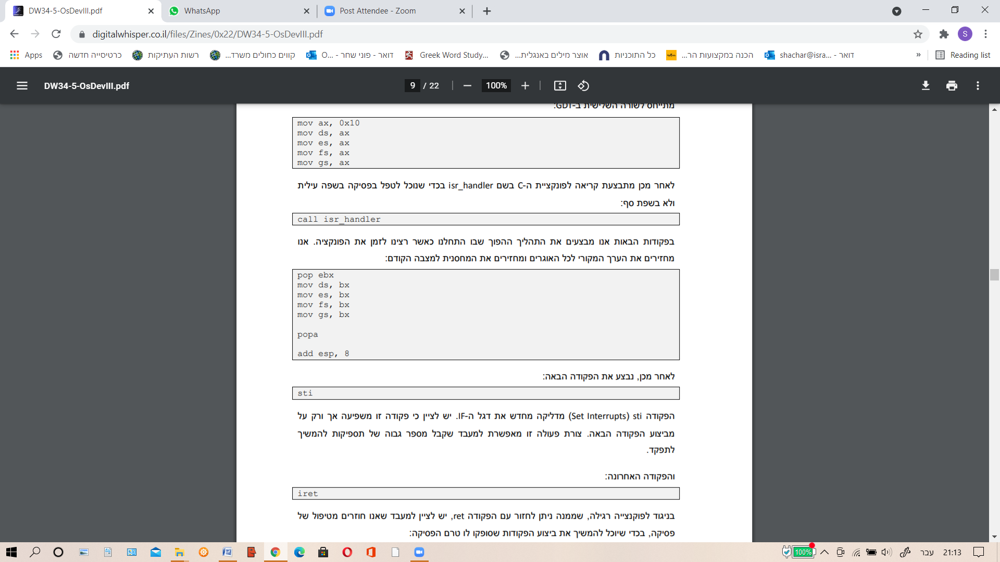 DW34-5-OsDevIII.pdf
WhatsApp
Post Attendee - Zoom
digitalwhisper.co.il/files/Zines/0x22/DW34-5-OsDevIII.pdf
S
Apps
כרטיסייה חדשה
רשות העתיקות
קווים כחולים משרד...
דואר - פוני שחר - O...
Greek Word Study...
אוצר מילים באנגלית...
כל התוכניות
הכנה במקצועות הר...
דואר - shachar@isra...
»
Reading list
DW34-5-OsDevIII.pdf
9 / 22
100%
מתייחס לשורה השלישית ב-GDT:
mov ax, 0x10
mov ds, ax
mov es, ax
mov fs, ax
mov gs, ax
לאחר מכן מתבצעת קריאה לפונקציית ה-C בשם isr_handler בכדי שנוכל לטפל בפסיקה בשפה עילית
ולא בשפת סף:
call isr_handler
בפקודות הבאות אנו מבצעים את התהליך ההפוך שבו התחלנו כאשר רצינו לזמן את הפונקציה. אנו
מחזירים את הערך המקורי לכל האוגרים ומחזירים את המחסנית למצבה הקודם:
pop ebx
mov ds, bx
mov es, bx
mov fs, bx
mov gs, bx
popa
add esp, 8
לאחר מכן, נבצע את הפקודה הבאה:
sti
הפקודה sti (Set Interrupts) מדליקה מחדש את דגל ה-IF. יש לציין כי פקודה זו משפיעה אך ורק על
מביצוע הפקודה הבאה. צורת פעולה זו מאפשרת למעבד שקבל מספר גבוה של תספיקות להמשיך
לתפקד.
והפקודה האחרונה:
iret
בניגוד לפוקנצייה רגילה, שממנה ניתן לחזור עם הפקודה ret, יש לציין למעבד שאנו חוזרים מטיפול של
פסיקה, בכדי שיוכל להמשיך את ביצוע הפקודות שסופקו לו טרם הפסיקה:
100%
עבר
21:13